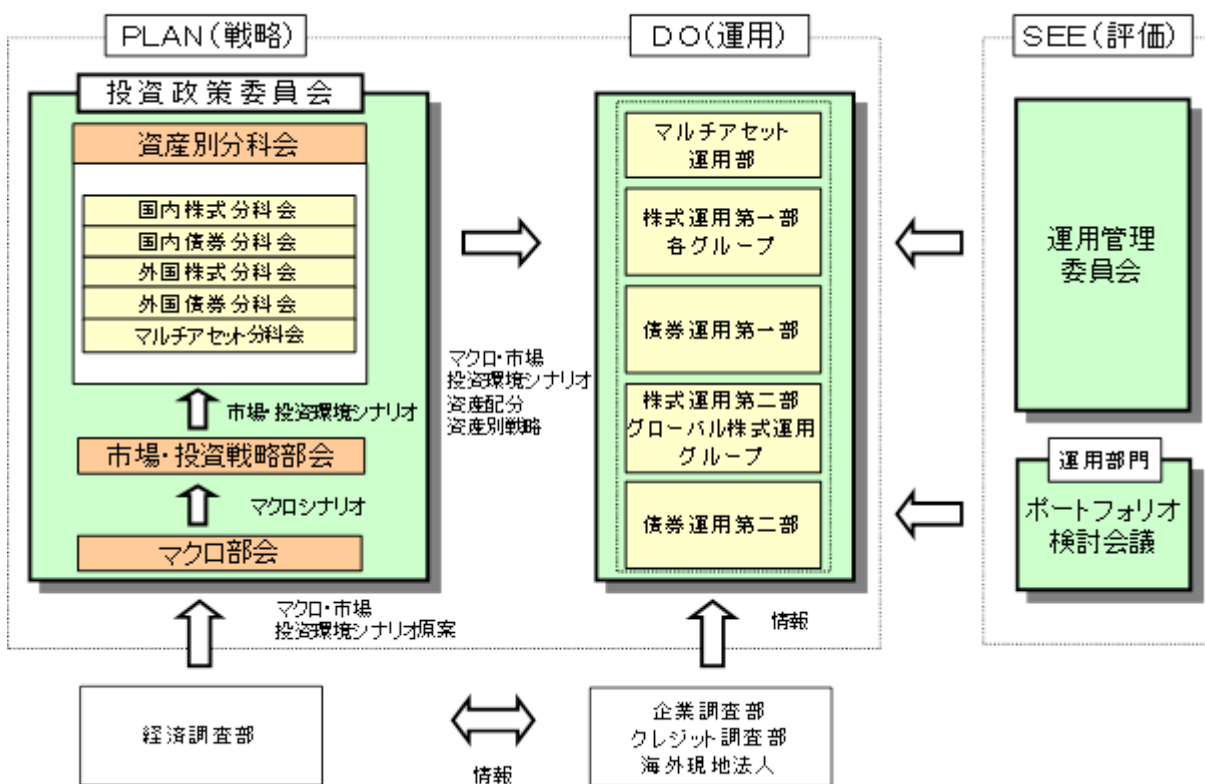 PLAN(戦略)
投資政策委員会
資産別分科会
国内株式分科会
国内債券分科会
外国株式分科会
外国債券分科会
マルチアセット分科会
市場・投資環境シナリオ
市場・投資戦略部会
マクロシナリオ
マクロ部会
マクロ・市場
投資環境シナリオ原案
経済調査部
マクロ・市場
投資環境シナリオ
資産配分
資産別戦略
DO(運用)
マルチアセット
運用部
株式運用第一部
各グループ
債券運用第一部
株式運用第二部
グローバル株式運用
グループ
債券運用第二部
情報
企業調査部
クレジット調査部
海外現地法人
情報
SEE(評価)
運用管理
委員会
運用部門
ポートフォリオ
検討会議